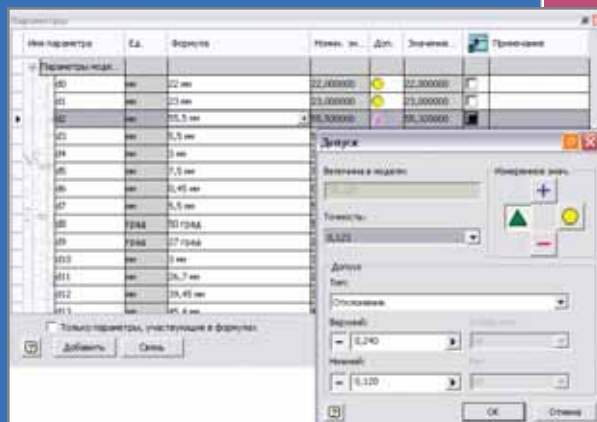 Параметры
Имя параметра Ед. Формула Номин. зн... Доп. Значение... Примечание
Параметры моде...
d0 мм 22 мм 22,000000 23,000000
d1 мм 23 мм 23,000000 23,000000
d2 мм 55,5 мм
d3 мм 5,5 мм
d4 мм 3 мм
d5 мм 7,5 мм
d6 мм 0,45 мм
d7 мм 5,5 мм
d8 град 50 град
d9 град 27 град
d10 мм 3 мм
d11 мм 26,7 мм
d12 мм 39,45 мм
d13 мм
Только параметры, участвующие в формулах
Добавить Связь
Допуск
Величина в модели:
Измеренное знач.
Точность:
0,123
Допуск
Тип:
Отклонение
Верхний:
+ 0,240
Нижний:
- 0,120
OK Отмена